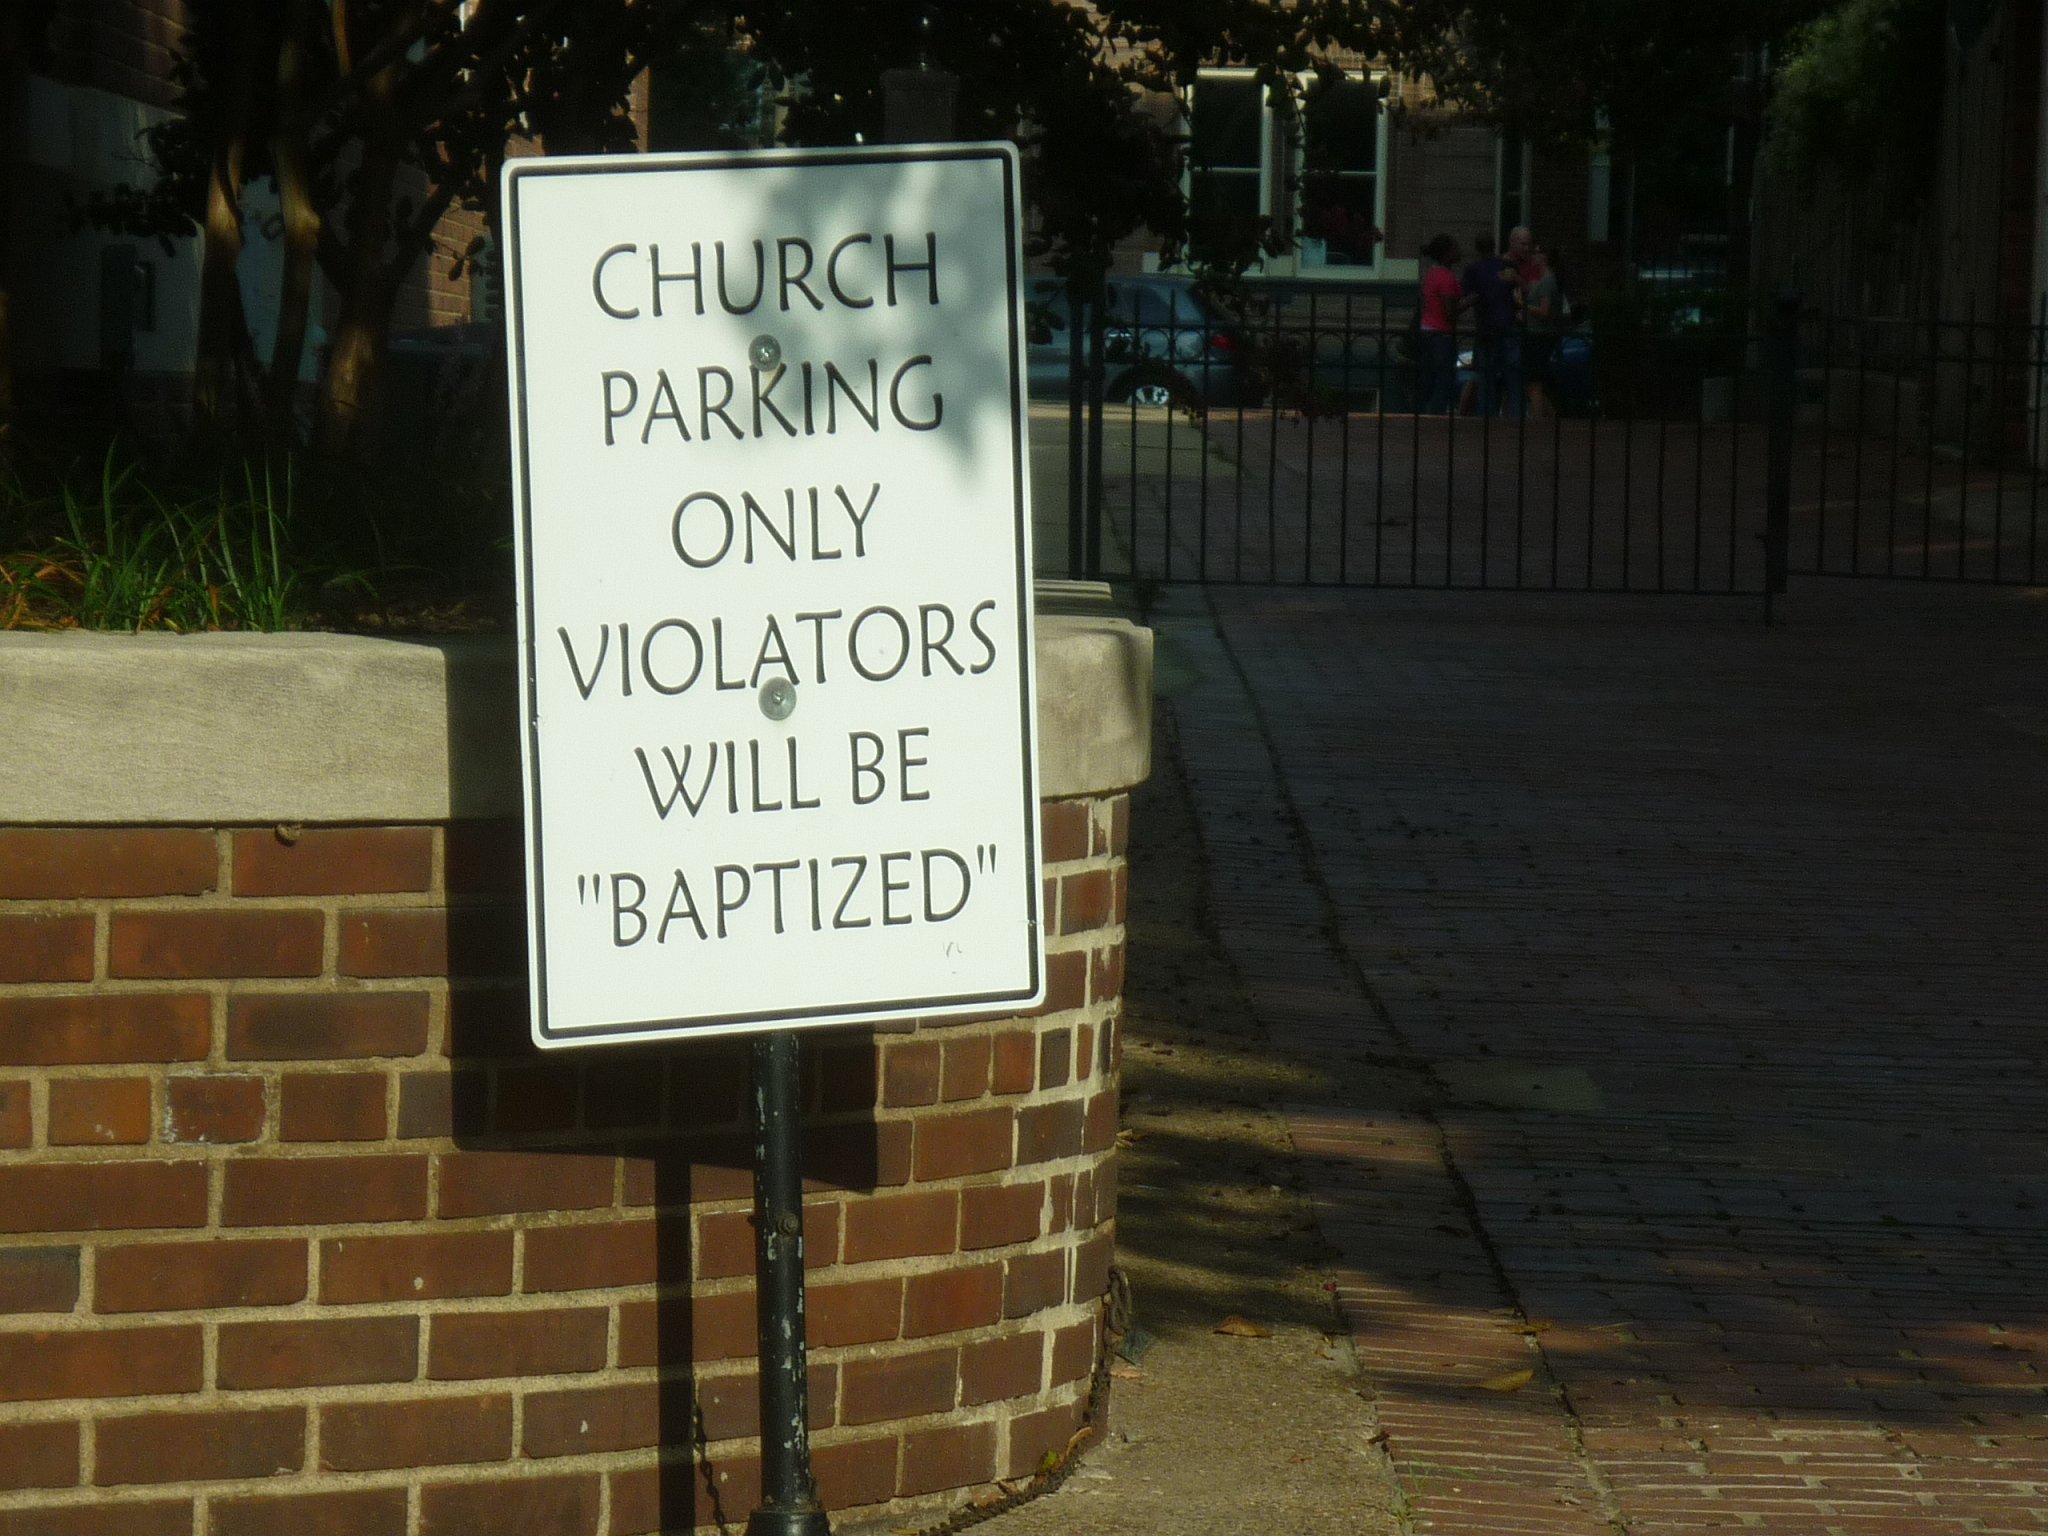 CHURCH
PARKING
ONLY
VIOLATORS
WILL BE
"BAPTIZED"